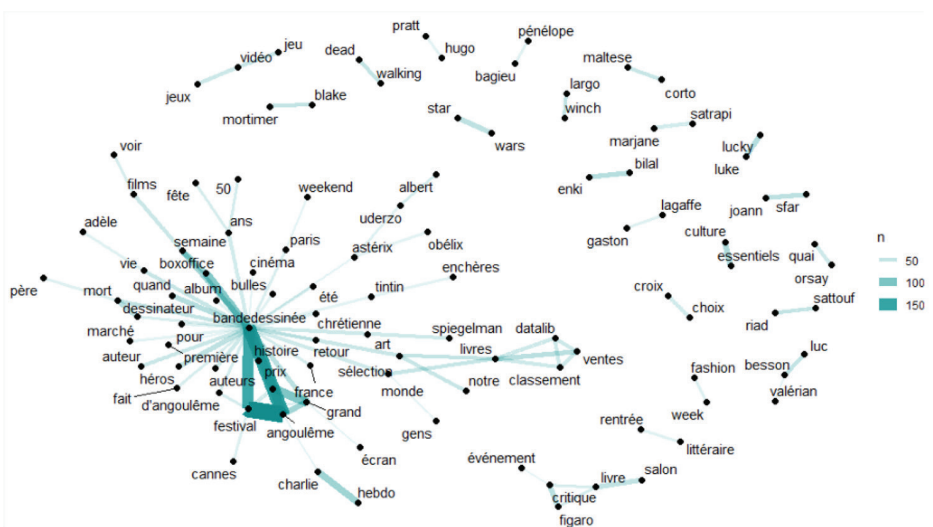 pratt
hugo
pénélope
bagieu
jeu
vidéo
jeux
dead
walking
maltese
corto
blake
mortimer
largo
winch
star
wars
satrapi
marjane
lucky
luke
voir
films
fête
50
weekend
albert
bilal
enki
joann
sfar
adèle
ans
uderzo
lagaffe
gaston
culture
essentiels
semaine
paris
astérix
obélix
quai
orsay
n
50
100
150
boxoffice
cinéma
vie
enchères
père
mort
quand
album
bulles
été
tintin
croix
choix
sattouf
riad
dessinateur
bandedessinée
chrétienne
spiegelman
datalib
marché
pour
histoire
retour
art
livres
ventes
luc
besson
valérian
auteur
première
prix
sélection
classement
fashion
week
héros
auteurs
france
monde
notre
fait
d'angoulême
grand
festival
angoulême
gens
rentrée
littéraire
écran
cannes
charlie
hebdo
événement
livre
salon
critique
figaro